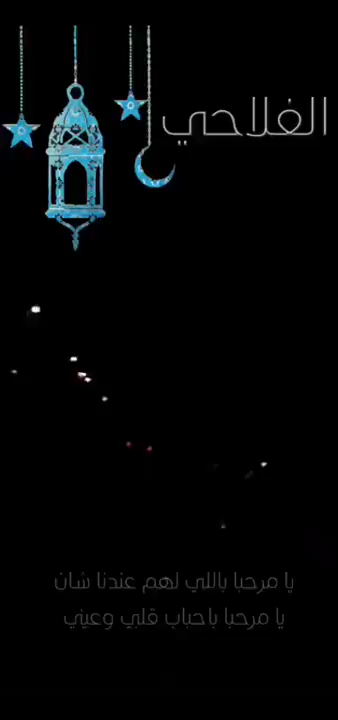 الفلاحي
يا مرحبا باللي لهم عندنا شان
يا مرحبا باحباب قلبي وعيني